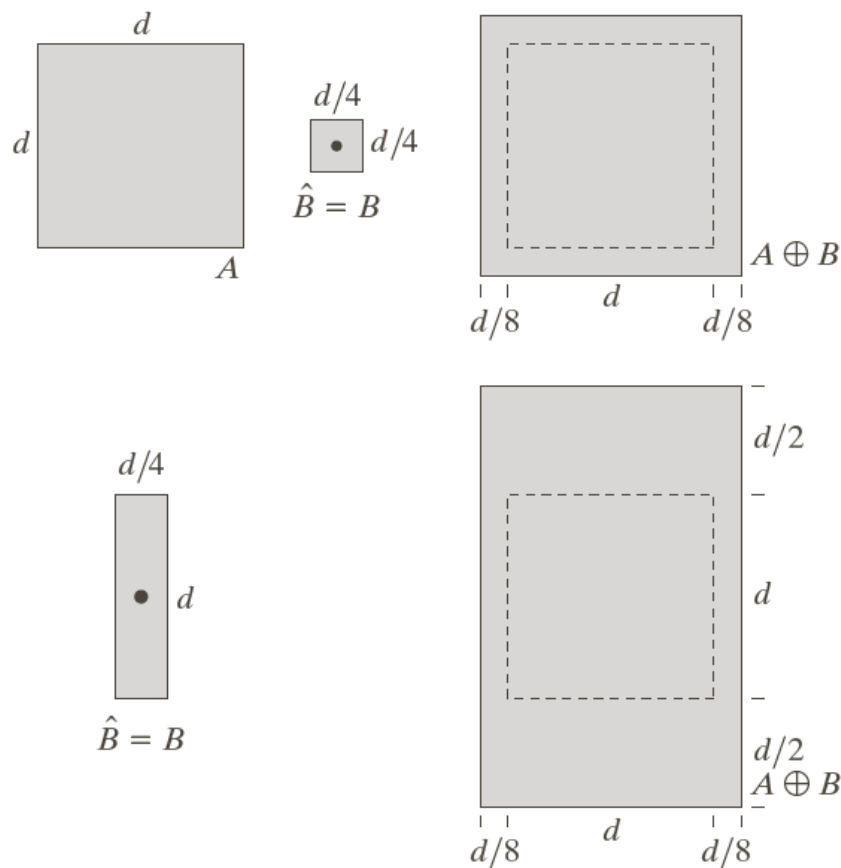 d
d
A
d/4
d/4
B̂ = B
A ⊕ B
d
d/8
d/8
d/4
d
B̂ = B
d/2
d
d/2
A ⊕ B
d
d/8
d/8